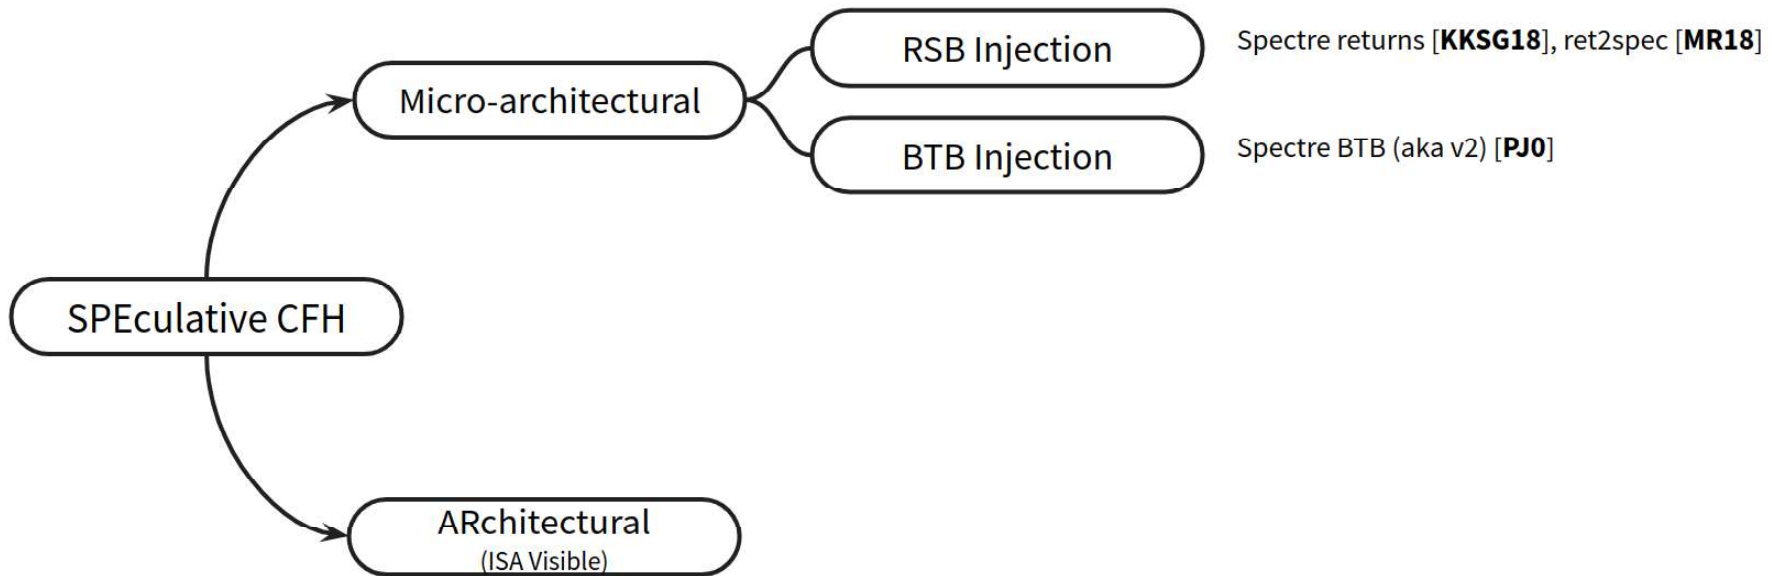 RSB Injection
Spectre returns [KKSG18], ret2spec [MR18]
Micro-architectural
BTB Injection
Spectre BTB (aka v2) [PJ0]
SPEculative CFH
ARchitectural
(ISA Visible)